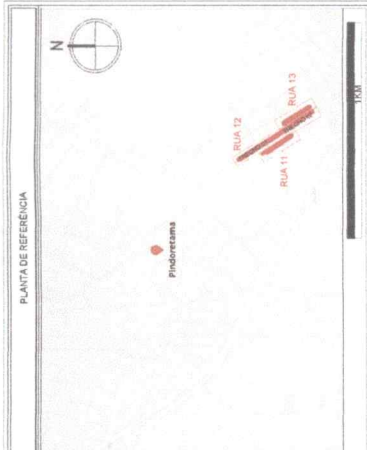 PLANTA DE REFERÊNCIA
N
RUA 12
RUA 13
RUA 11
Pindoretama
1KM